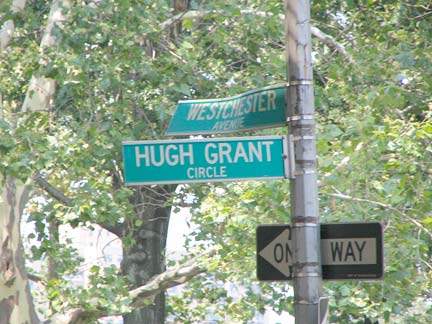 WESTCHESTER
AVENUE
HUGH GRANT
CIRCLE
ONE WAY